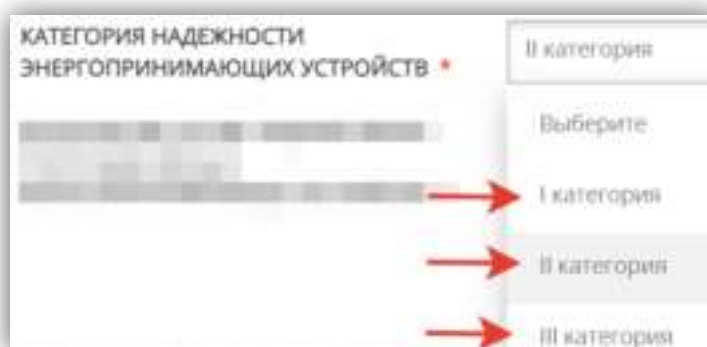 КАТЕГОРИЯ НАДЕЖНОСТИ
ЭНЕРГОПРИНИМАЮЩИХ УСТРОЙСТВ *
II категория
Выберите
I категория
II категория
III категория